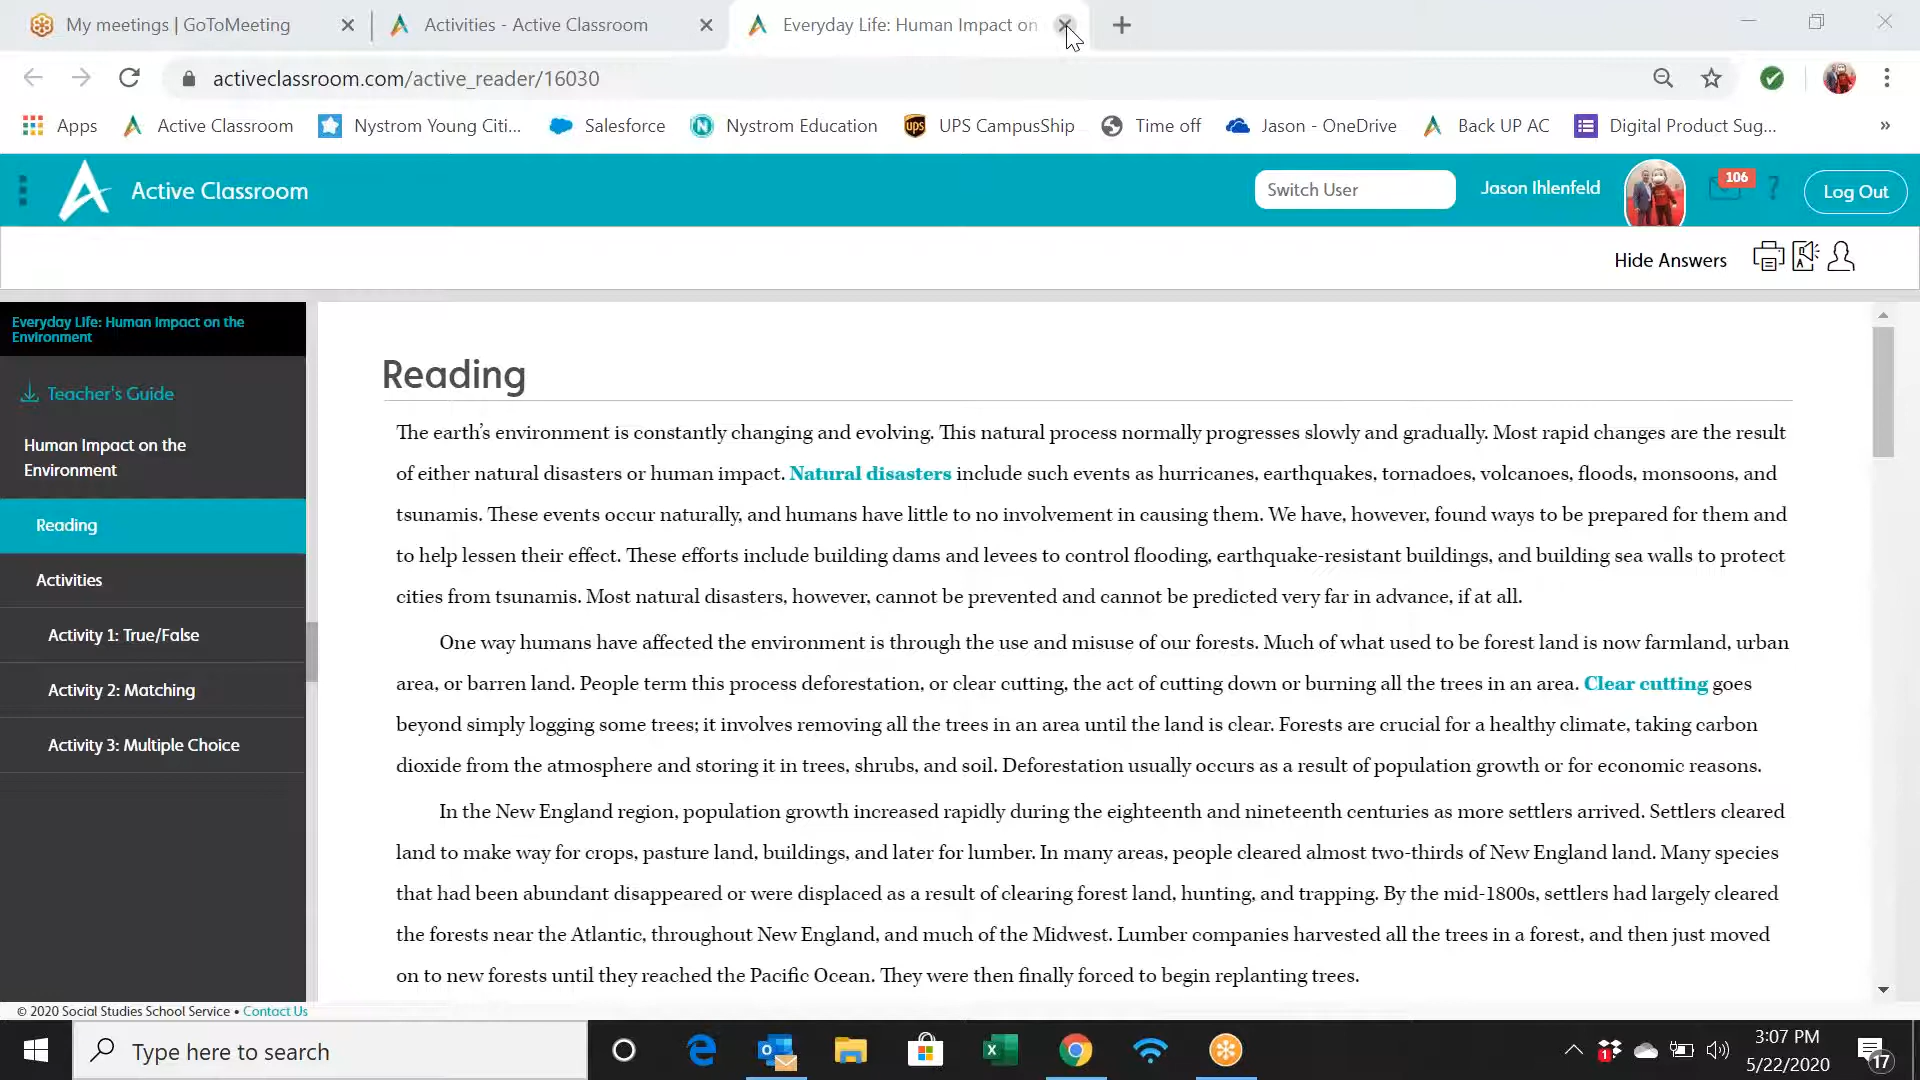 My meetings | GoToMeeting
Activities - Active Classroom
Everyday Life: Human Impact on
activeclassroom.com/active_reader/16030
Apps
Active Classroom
Nystrom Young Citi...
Salesforce
Nystrom Education
UPS CampusShip
Time off
Jason - OneDrive
Back UP AC
Digital Product Sug...
»
Active Classroom
Switch User
Jason Ihlenfeld
106
?
Log Out
Hide Answers
Everyday Life: Human Impact on the
Environment
Teacher's Guide
Human Impact on the
Environment
Reading
Activities
Activity 1: True/False
Activity 2: Matching
Activity 3: Multiple Choice
Reading
The earth's environment is constantly changing and evolving. This natural process normally progresses slowly and gradually. Most rapid changes are the result
of either natural disasters or human impact. Natural disasters include such events as hurricanes, earthquakes, tornadoes, volcanoes, floods, monsoons, and
tsunamis. These events occur naturally, and humans have little to no involvement in causing them. We have, however, found ways to be prepared for them and
to help lessen their effect. These efforts include building dams and levees to control flooding, earthquake-resistant buildings, and building sea walls to protect
cities from tsunamis. Most natural disasters, however, cannot be prevented and cannot be predicted very far in advance, if at all.
One way humans have affected the environment is through the use and misuse of our forests. Much of what used to be forest land is now farmland, urban
area, or barren land. People term this process deforestation, or clear cutting, the act of cutting down or burning all the trees in an area. Clear cutting goes
beyond simply logging some trees; it involves removing all the trees in an area until the land is clear. Forests are crucial for a healthy climate, taking carbon
dioxide from the atmosphere and storing it in trees, shrubs, and soil. Deforestation usually occurs as a result of population growth or for economic reasons.
In the New England region, population growth increased rapidly during the eighteenth and nineteenth centuries as more settlers arrived. Settlers cleared
land to make way for crops, pasture land, buildings, and later for lumber. In many areas, people cleared almost two-thirds of New England land. Many species
that had been abundant disappeared or were displaced as a result of clearing forest land, hunting, and trapping. By the mid-1800s, settlers had largely cleared
the forests near the Atlantic, throughout New England, and much of the Midwest. Lumber companies harvested all the trees in a forest, and then just moved
on to new forests until they reached the Pacific Ocean. They were then finally forced to begin replanting trees.
© 2020 Social Studies School Service • Contact Us
Type here to search
3:07 PM
5/22/2020
17